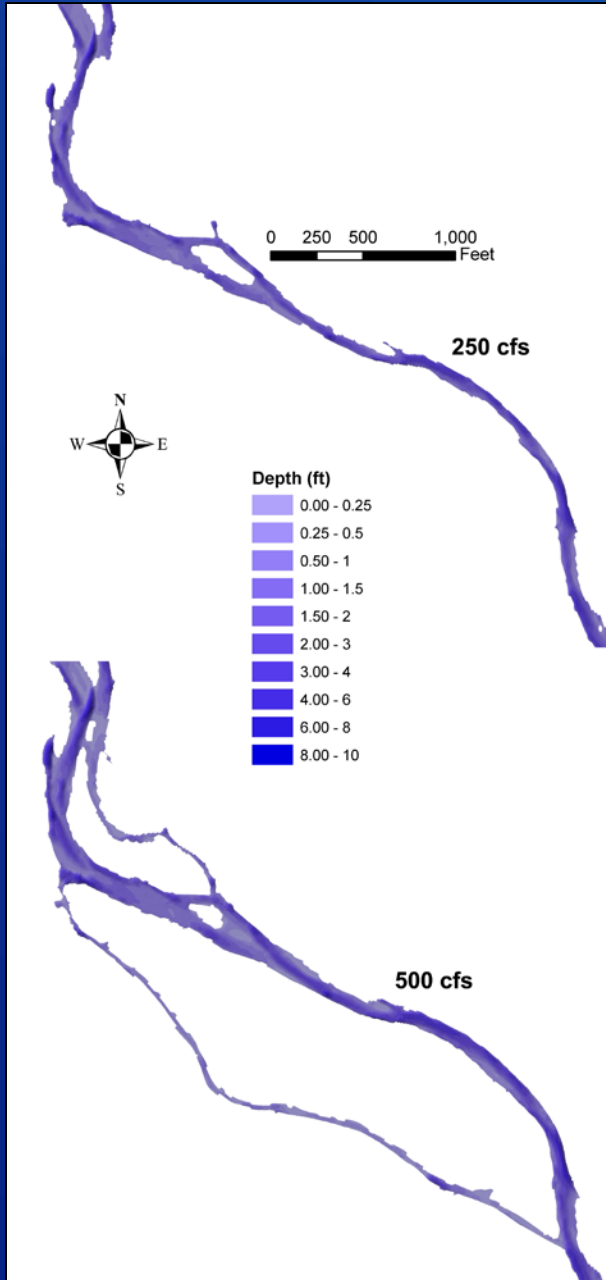 0 250 500 1,000
Feet
250 cfs
N
W E
S
Depth (ft)
0.00 - 0.25
0.25 - 0.5
0.50 - 1
1.00 - 1.5
1.50 - 2
2.00 - 3
3.00 - 4
4.00 - 6
6.00 - 8
8.00 - 10
500 cfs